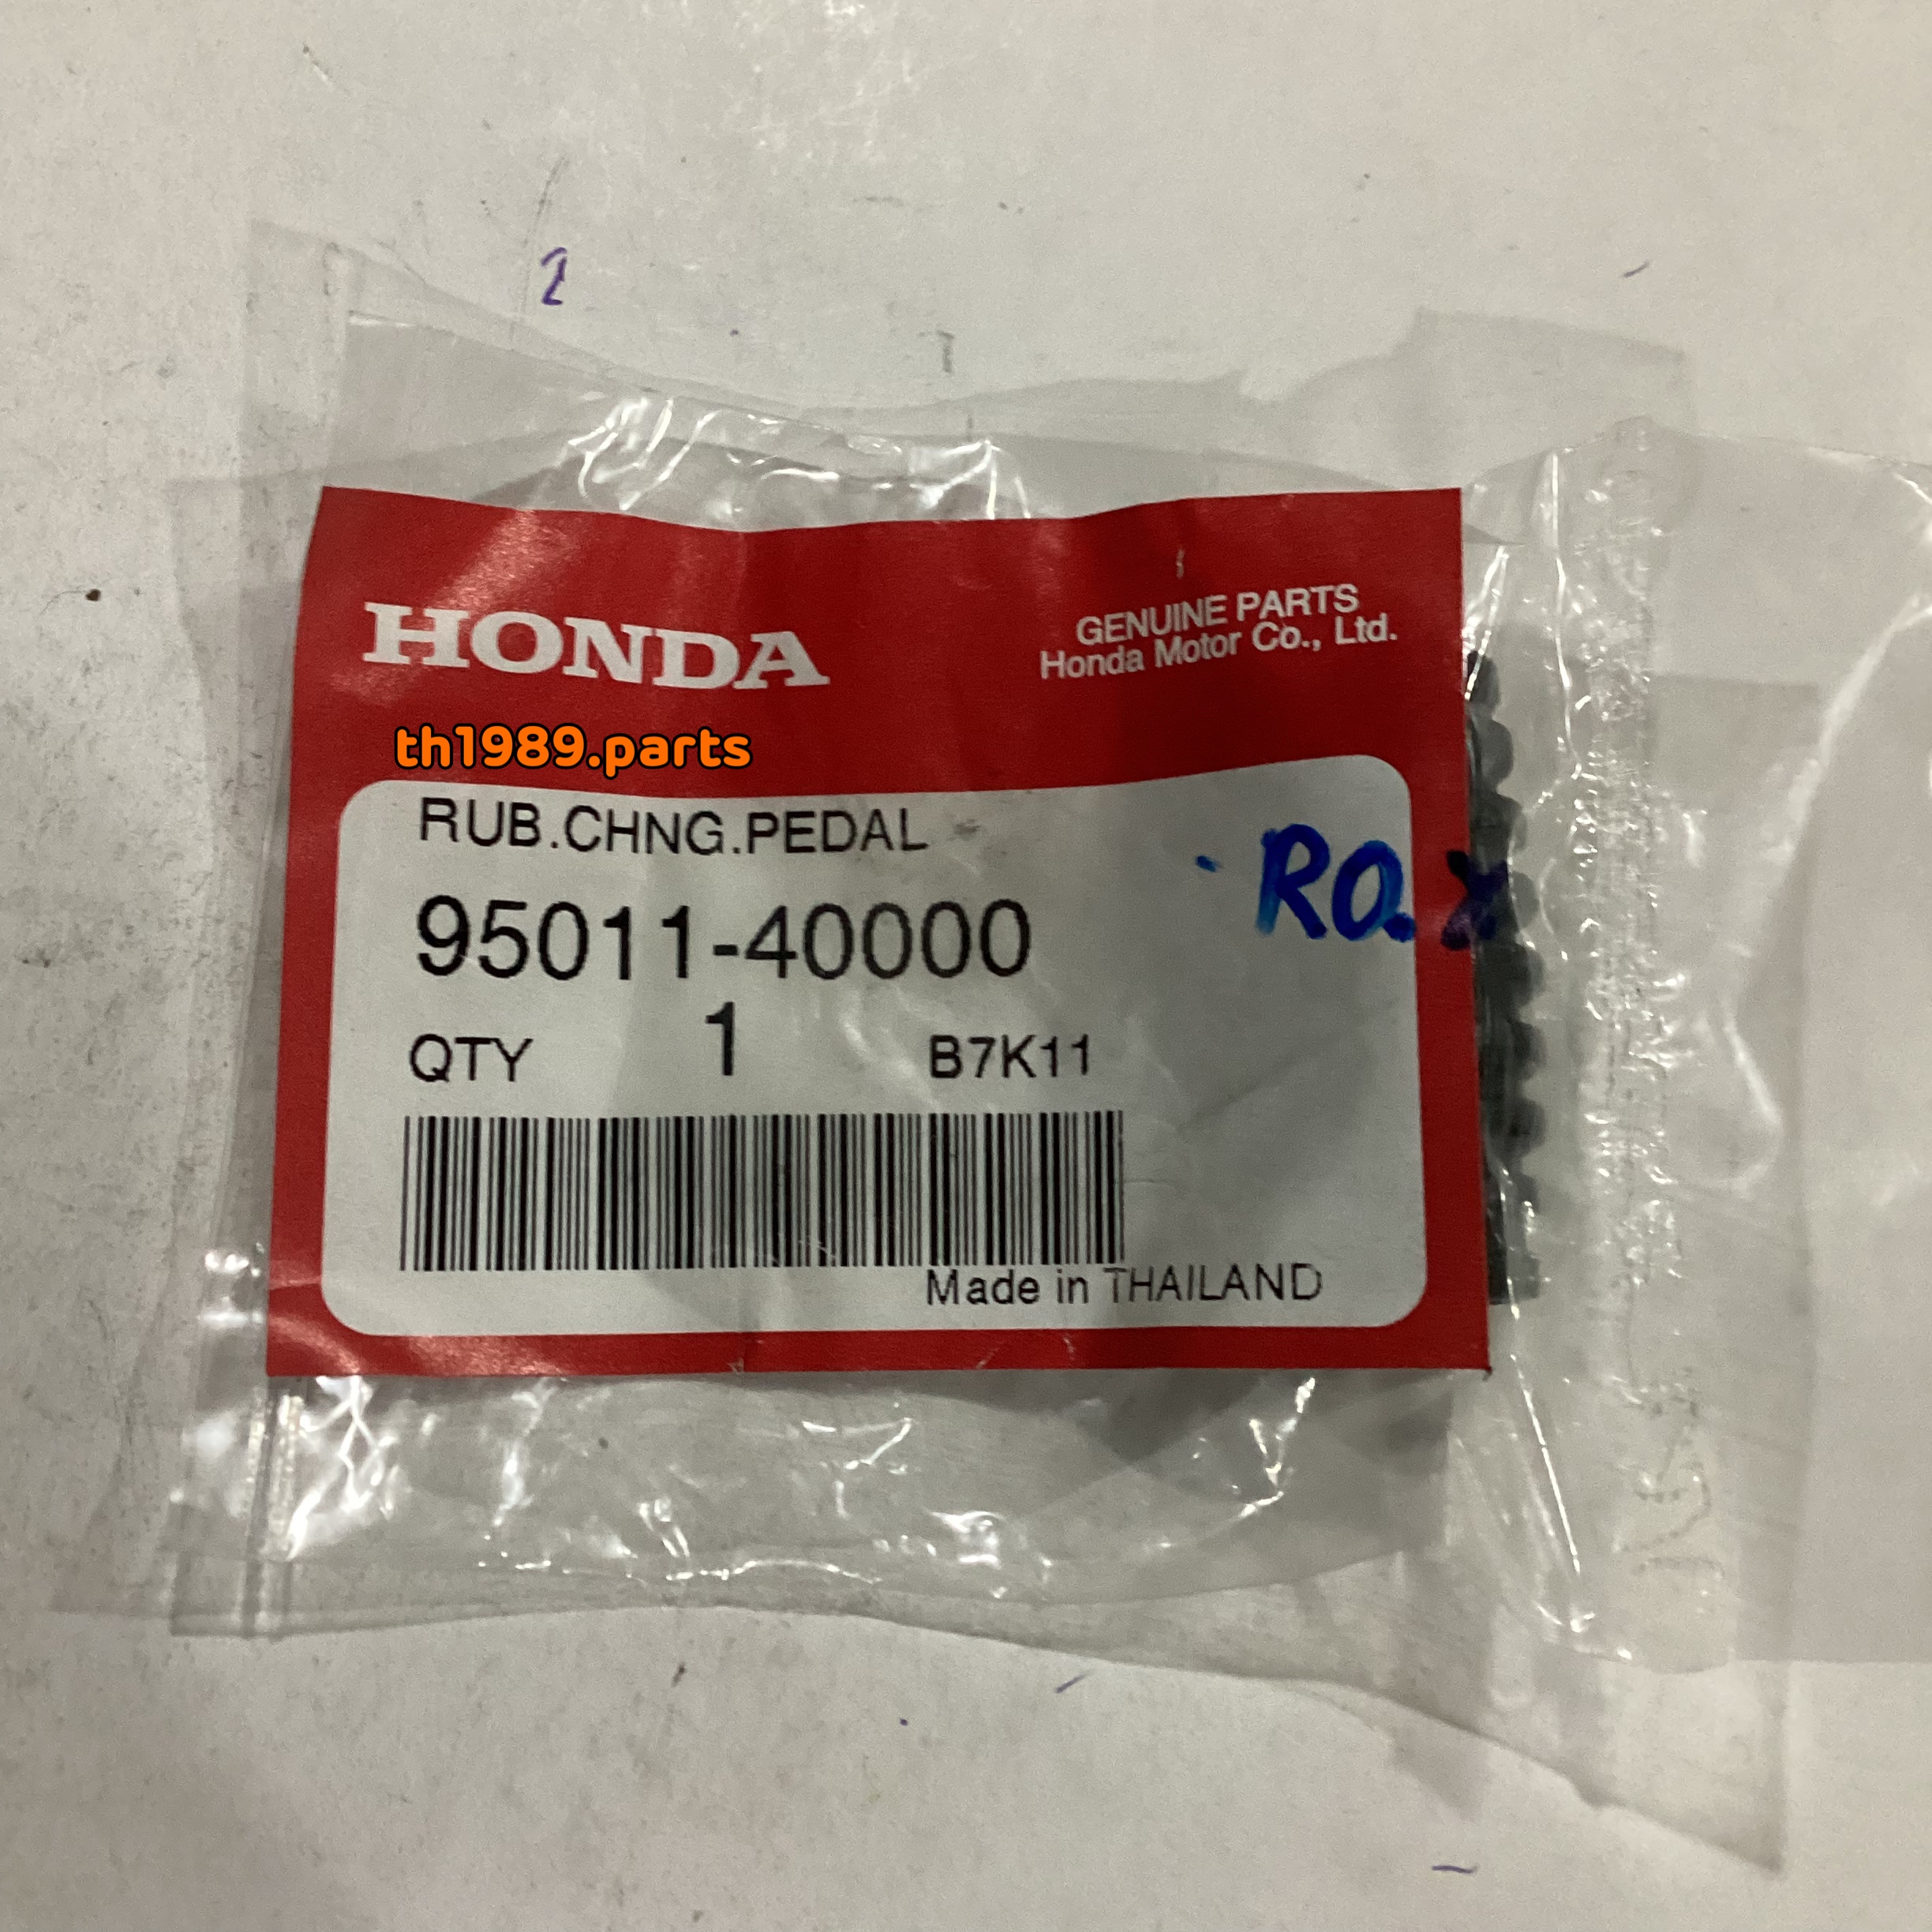 2
HONDA
GENUINE PARTS
Honda Motor Co., Ltd.
th1989.parts
RUB.CHNG.PEDAL
RO.X
95011-40000
QTY 1 B7K11
Made in THAILAND